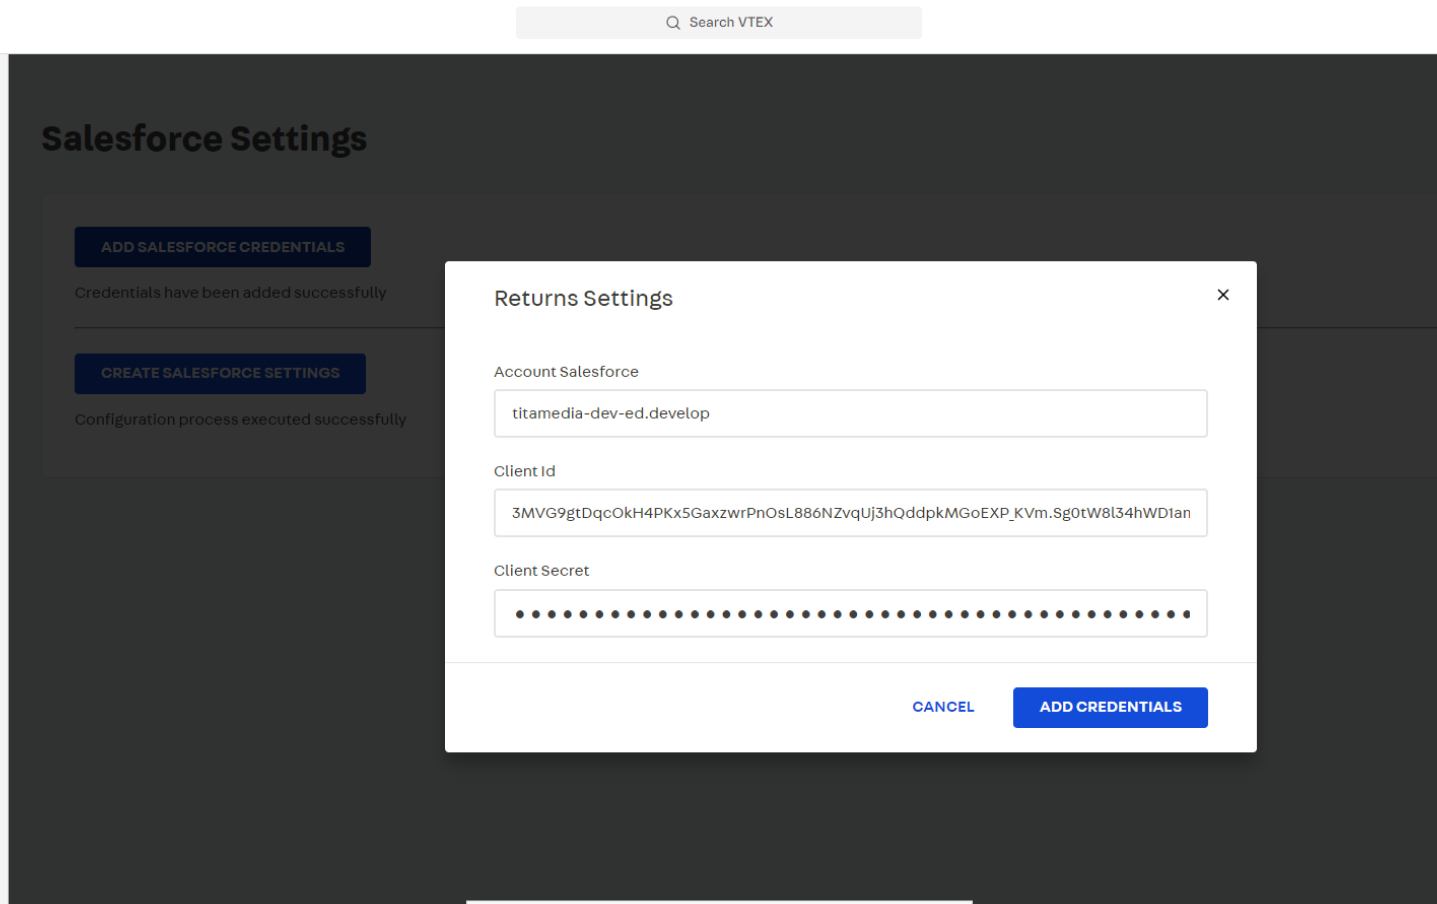 Search VTEX
Salesforce Settings
ADD SALESFORCE CREDENTIALS
Credentials have been added successfully
CREATE SALESFORCE SETTINGS
Configuration process executed successfully
Returns Settings
Account Salesforce
titamedia-dev-ed.develop
Client Id
3MVG9gtDqcOkH4PKx5GaxzwrPnOsL886NZvqUj3hQddpkMGoEXP_KVm.Sg0tW8l34hWD1an
Client Secret
CANCEL
ADD CREDENTIALS